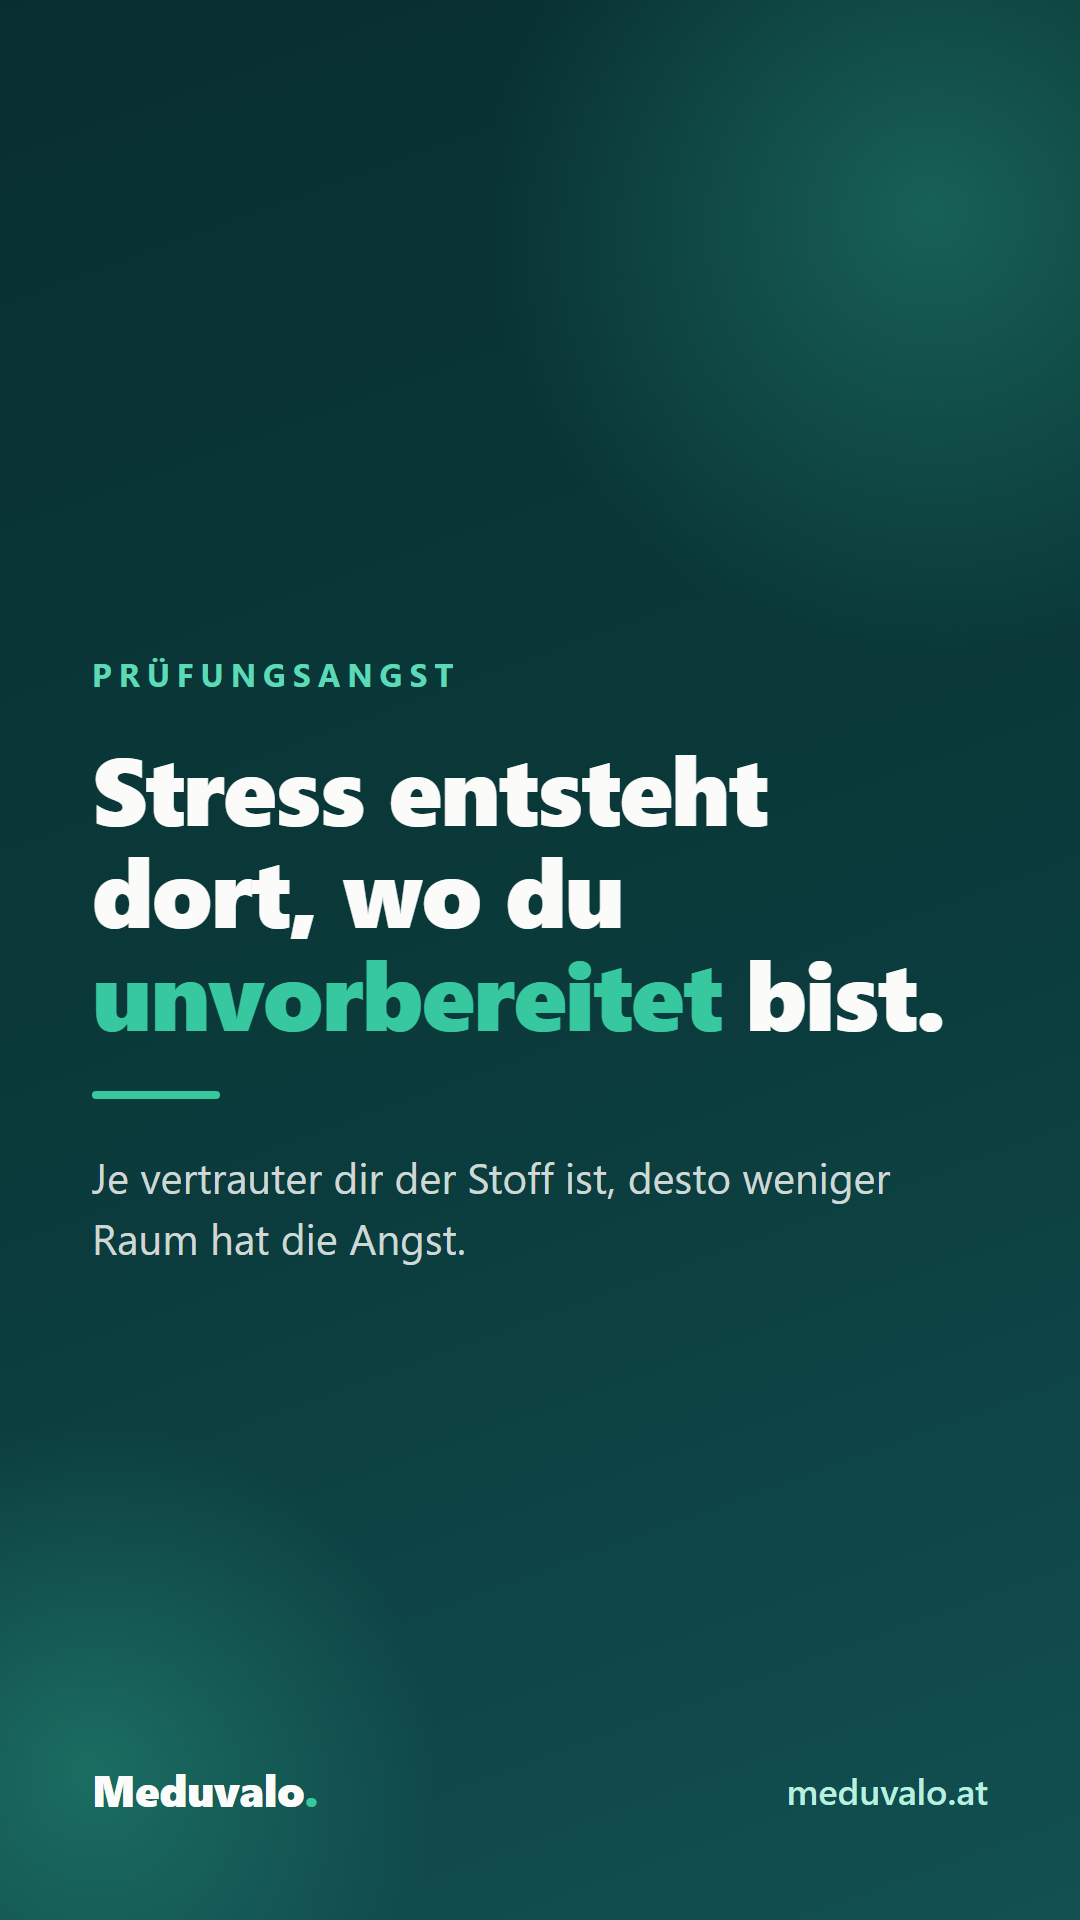 PRÜFUNGSANGST
Stress entsteht
dort, wo du
unvorbereitet bist.
Je vertrauter dir der Stoff ist, desto weniger
Raum hat die Angst.
Meduvalo.
meduvalo.at